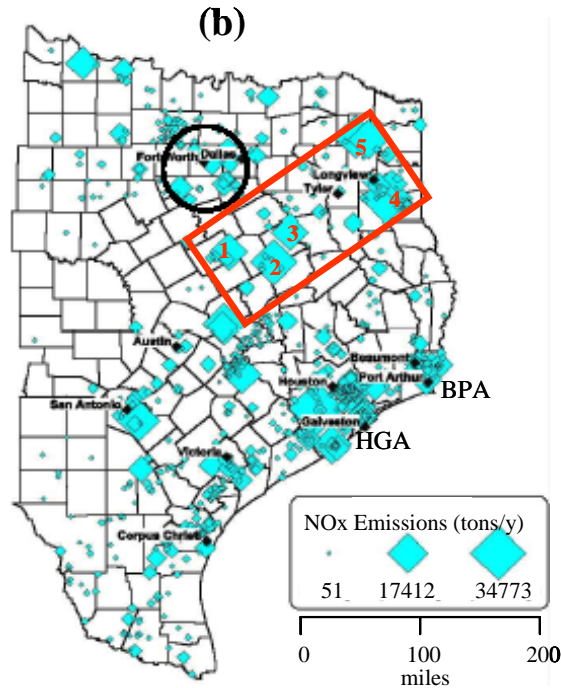 (b)
Fort Worth Dallas
5
Longview
Tyler
4
3
1
2
Austin
Beaumont
Houston
Port Arthur
BPA
San Antonio
Galveston
HGA
Victoria
Corpus Christi
NOx Emissions (tons/y)
51 17412 34773
0 100 200
miles